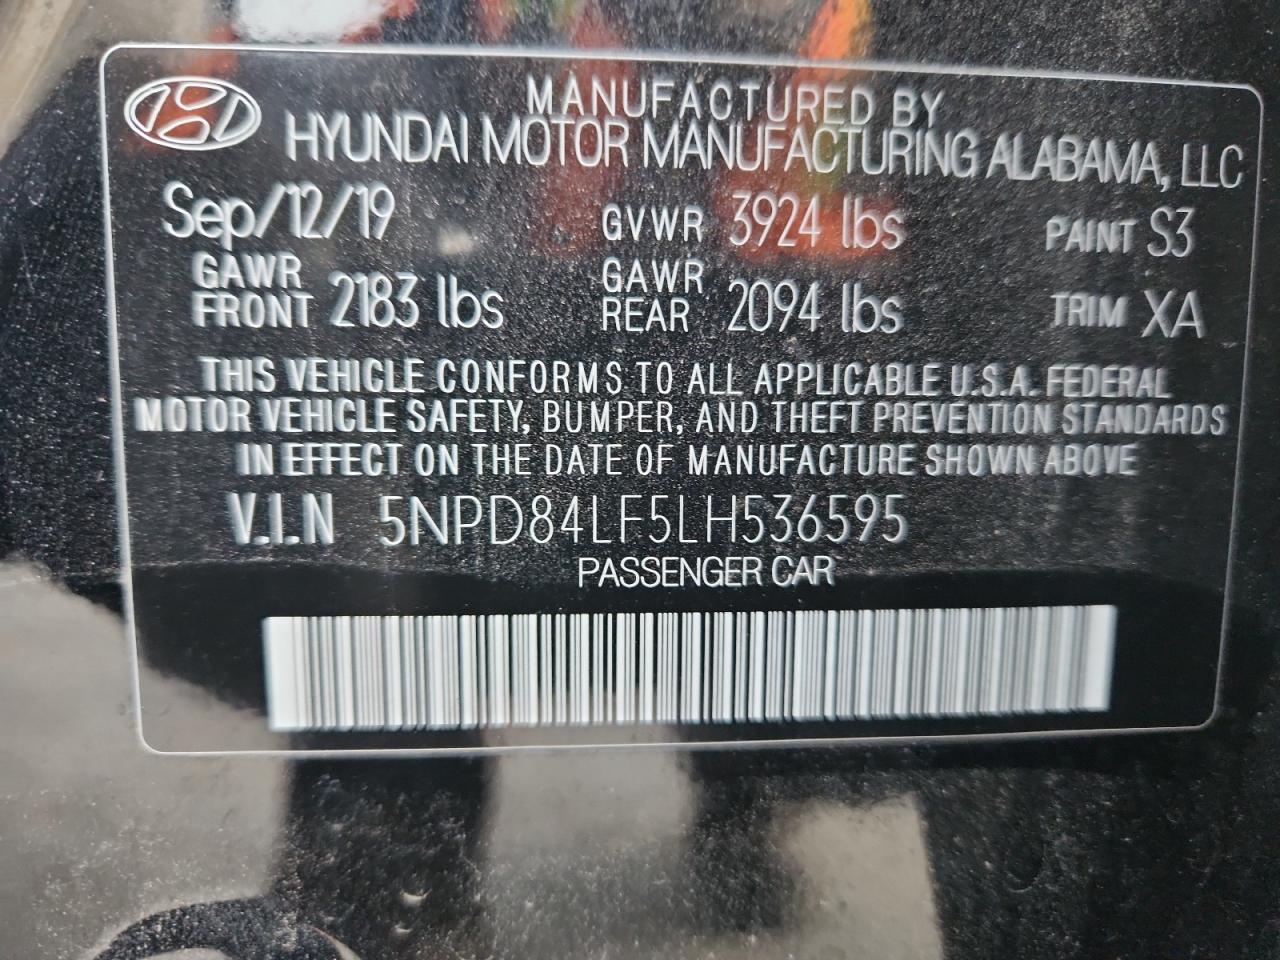 MANUFACTURED BY
HYUNDAI MOTOR MANUFACTURING ALABAMA, LLC
Sep/12/19 GVWR 3924 lbs PAINT S3
GAWR FRONT 2183 lbs GAWR REAR 2094 lbs TRIM XA
THIS VEHICLE CONFORMS TO ALL APPLICABLE U.S.A. FEDERAL
MOTOR VEHICLE SAFETY, BUMPER, AND THEFT PREVENTION STANDARDS
IN EFFECT ON THE DATE OF MANUFACTURE SHOWN ABOVE
V.I.N 5NPD84LF5LH536595
PASSENGER CAR